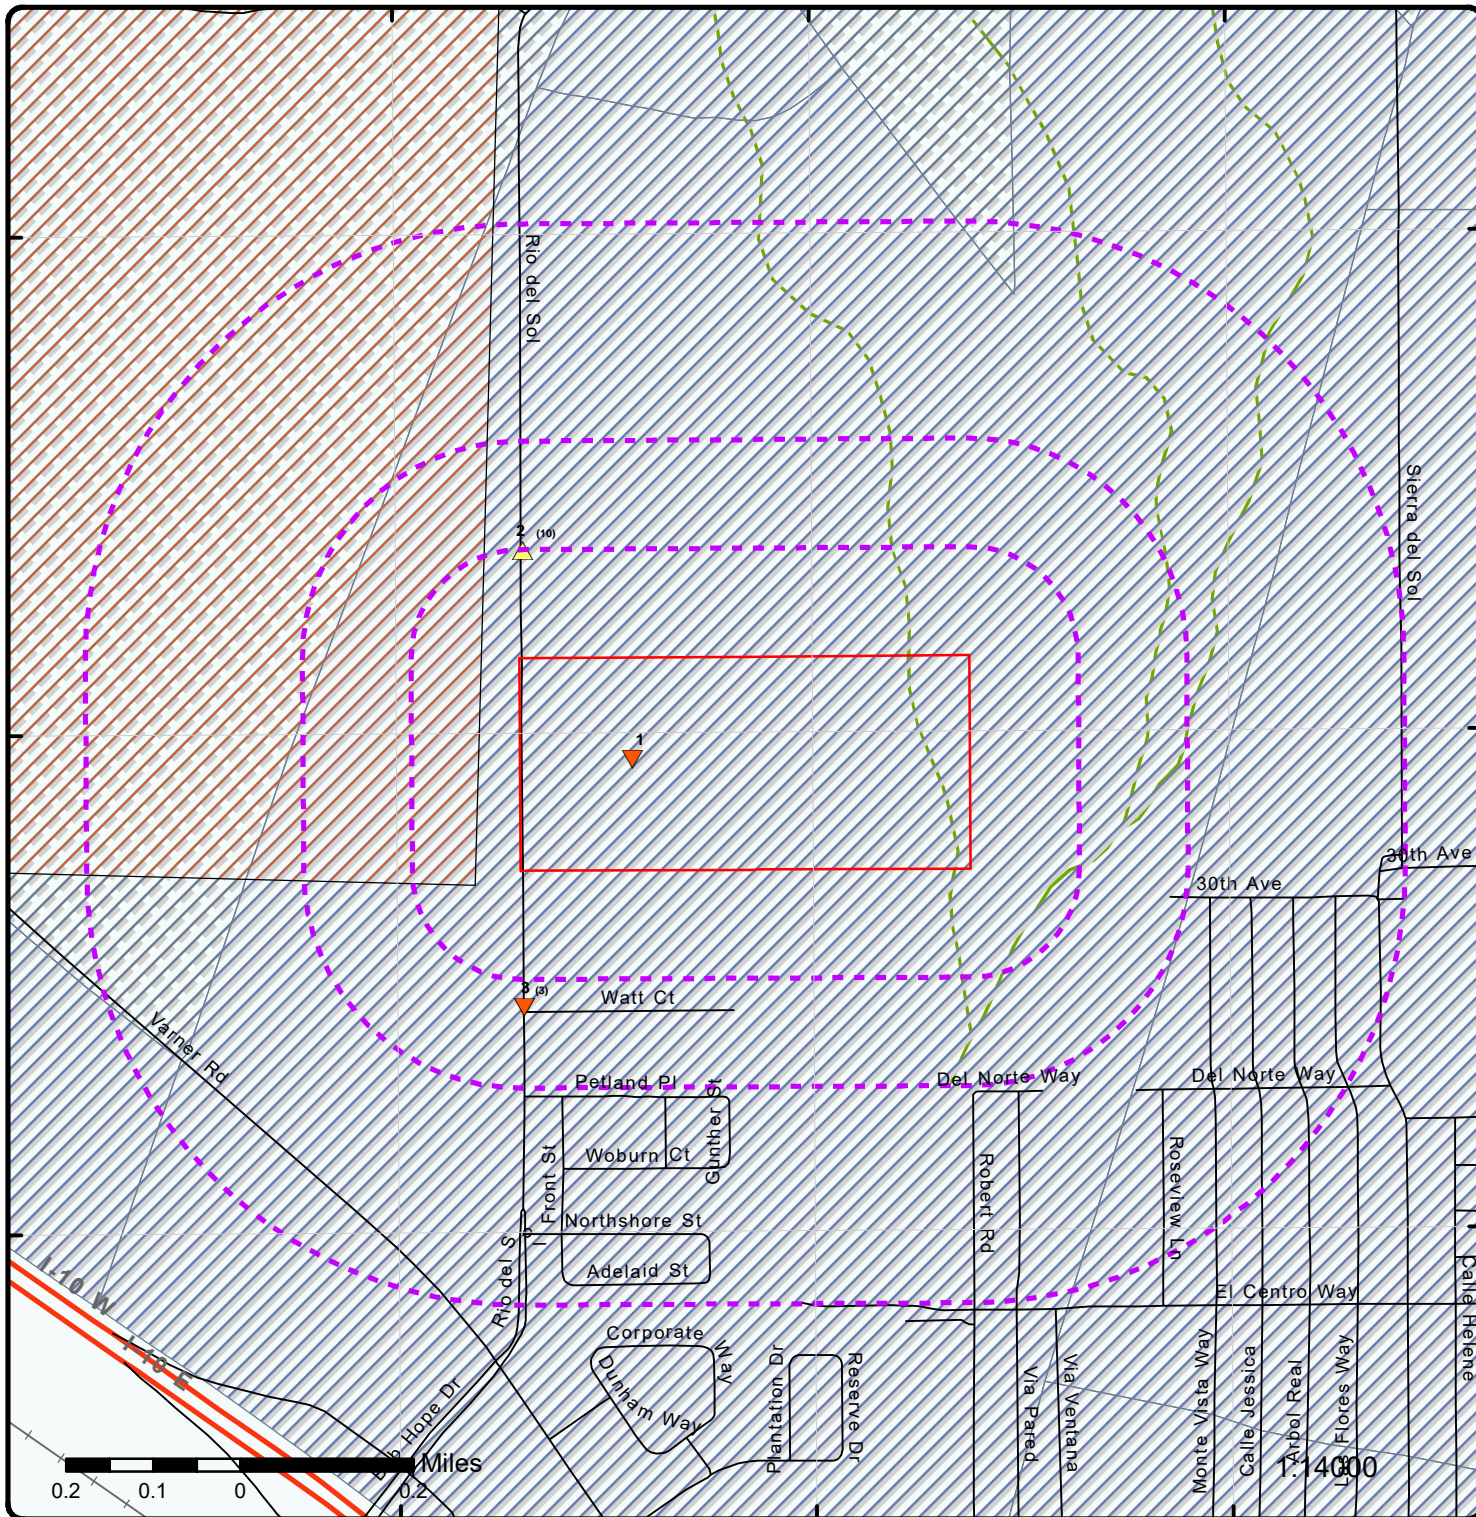 Rio del Sol
Sierra del Sol
2 (10)
1
30th Ave
30th Ave
3 (3)
Watt Ct
Varner Rd
Petland Pl
Gunther St
Del Norte Way
Del Norte Way
Woburn Ct
Front St
Robert Rd
Roseview Ln
Northshore St
Rio del S
Adelaid St
I-10 W
El Centro Way
Calle Helene
I-10 E
Corporate Way
Dunham Way
Plantation Dr
Reserve Dr
Via Pared
Via Ventana
Monte Vista Way
Calle Jessica
Arbol Real
Flores Way
Hope Dr
Miles
0.2 0.1 0 0.2
1:14000